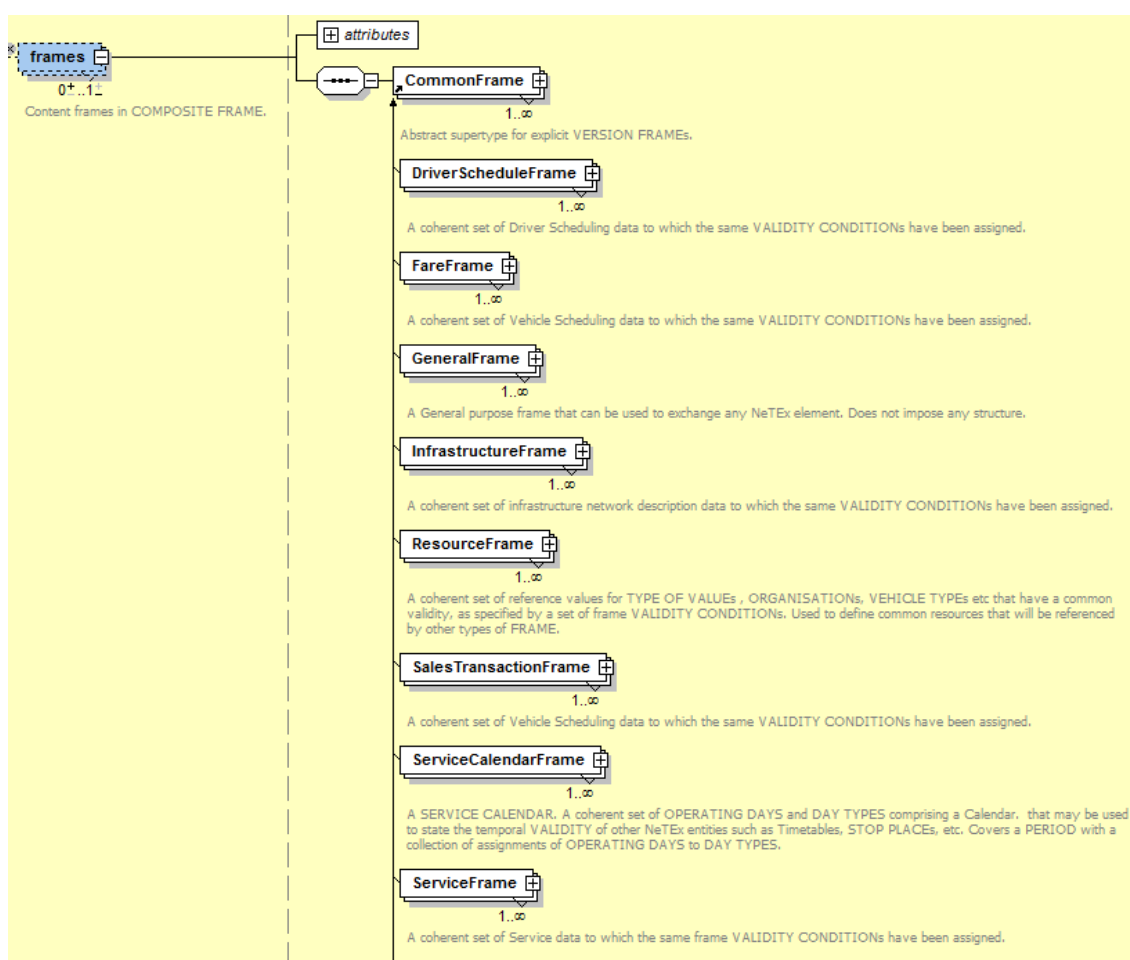 attributes
frames
0+..1+
Content frames in COMPOSITE FRAME.
CommonFrame
1..∞
Abstract supertype for explicit VERSION FRAMEs.
DriverScheduleFrame
1..∞
A coherent set of Driver Scheduling data to which the same VALIDITY CONDITIONs have been assigned.
FareFrame
1..∞
A coherent set of Vehicle Scheduling data to which the same VALIDITY CONDITIONs have been assigned.
GeneralFrame
1..∞
A General purpose frame that can be used to exchange any NeTEx element. Does not impose any structure.
InfrastructureFrame
1..∞
A coherent set of infrastructure network description data to which the same VALIDITY CONDITIONs have been assigned.
ResourceFrame
1..∞
A coherent set of reference values for TYPE OF VALUEs , ORGANISATIONs, VEHICLE TYPEs etc that have a common
validity, as specified by a set of frame VALIDITY CONDITIONs. Used to define common resources that will be referenced
by other types of FRAME.
SalesTransactionFrame
1..∞
A coherent set of Vehicle Scheduling data to which the same VALIDITY CONDITIONs have been assigned.
ServiceCalendarFrame
1..∞
A SERVICE CALENDAR. A coherent set of OPERATING DAYS and DAY TYPES comprising a Calendar. that may be used
to state the temporal VALIDITY of other NeTEx entities such as Timetables, STOP PLACEs, etc. Covers a PERIOD with a
collection of assignments of OPERATING DAYS to DAY TYPES.
ServiceFrame
1..∞
A coherent set of Service data to which the same frame VALIDITY CONDITIONs have been assigned.